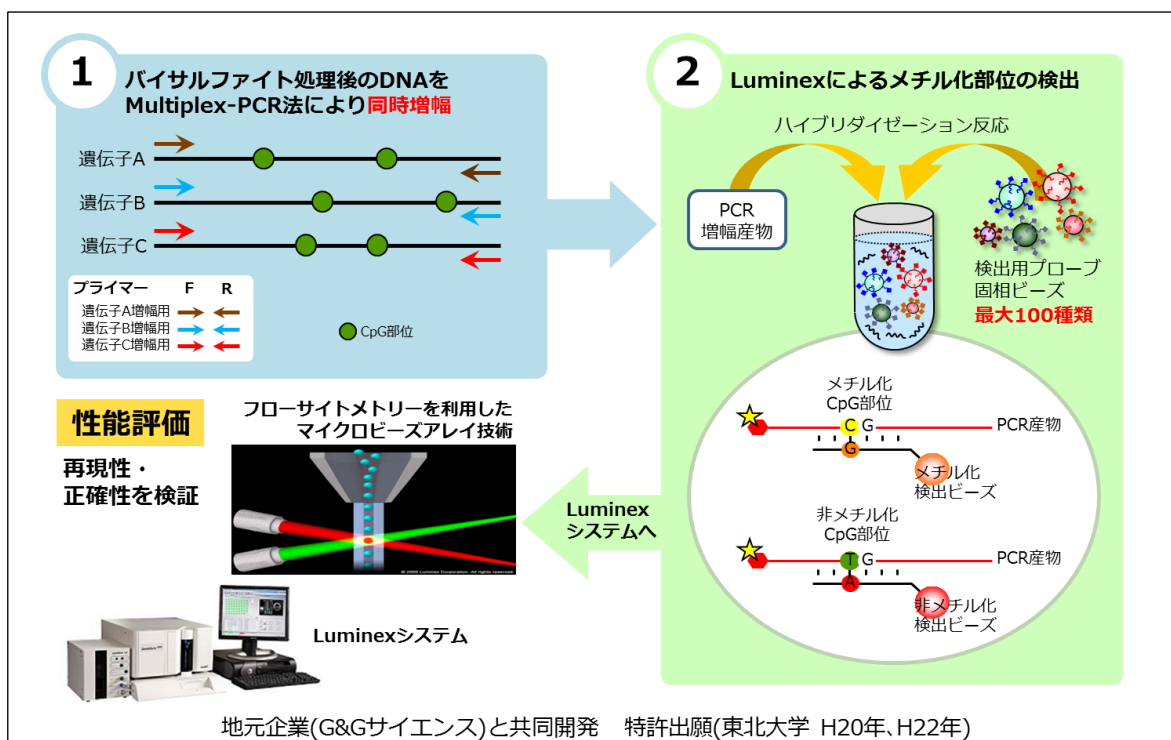 1
バイサルファイト処理後のDNAを
Multiplex-PCR法により同時増幅
遺伝子A
遺伝子B
遺伝子C
プライマー F R
遺伝子A増幅用
遺伝子B増幅用
遺伝子C増幅用
CpG部位
2
Luminexによるメチル化部位の検出
ハイブリダイゼーション反応
PCR
増幅産物
検出用プローブ
固相ビーズ
最大100種類
メチル化
CpG部位
C G
PCR産物
G
メチル化
検出ビーズ
非メチル化
CpG部位
T G
PCR産物
A
非メチル化
検出ビーズ
Luminex
システムへ
性能評価
再現性・
正確性を検証
フローサイトメトリーを利用した
マイクロビーズアレイ技術
© 2000 Luminex Corporation. All rights reserved.
Luminexシステム
地元企業(G&Gサイエンス)と共同開発 特許出願(東北大学 H20年、H22年)